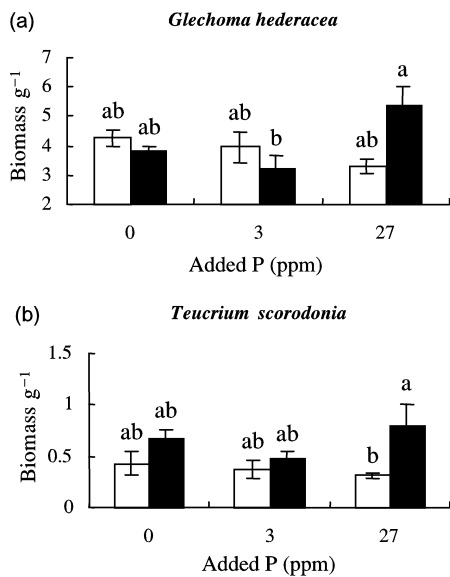 (a)
Glechoma hederacea
Biomass g⁻¹
7
6
5
4
3
2
ab ab ab b ab a
0 3 27
Added P (ppm)
(b)
Teucrium scorodonia
Biomass g⁻¹
1.5
1
0.5
0
ab ab ab ab b a
0 3 27
Added P (ppm)